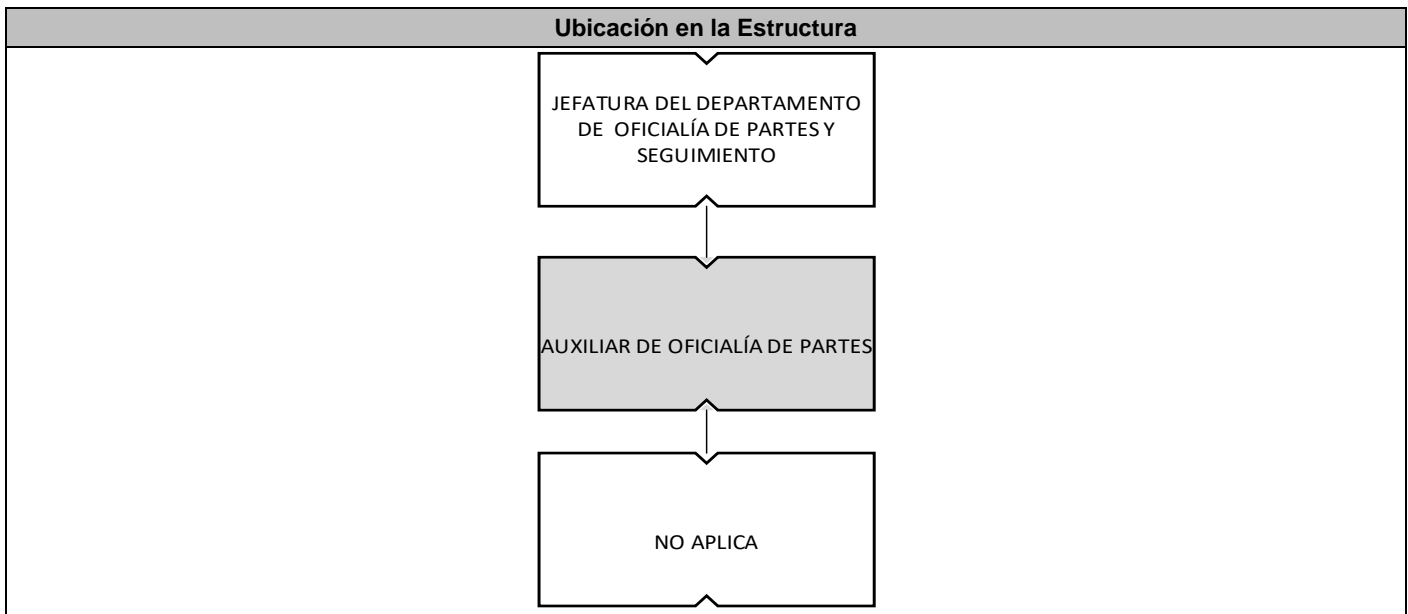 Ubicación en la Estructura
JEFATURA DEL DEPARTAMENTO
DE OFICIALÍA DE PARTES Y
SEGUIMIENTO
AUXILIAR DE OFICIALÍA DE PARTES
NO APLICA